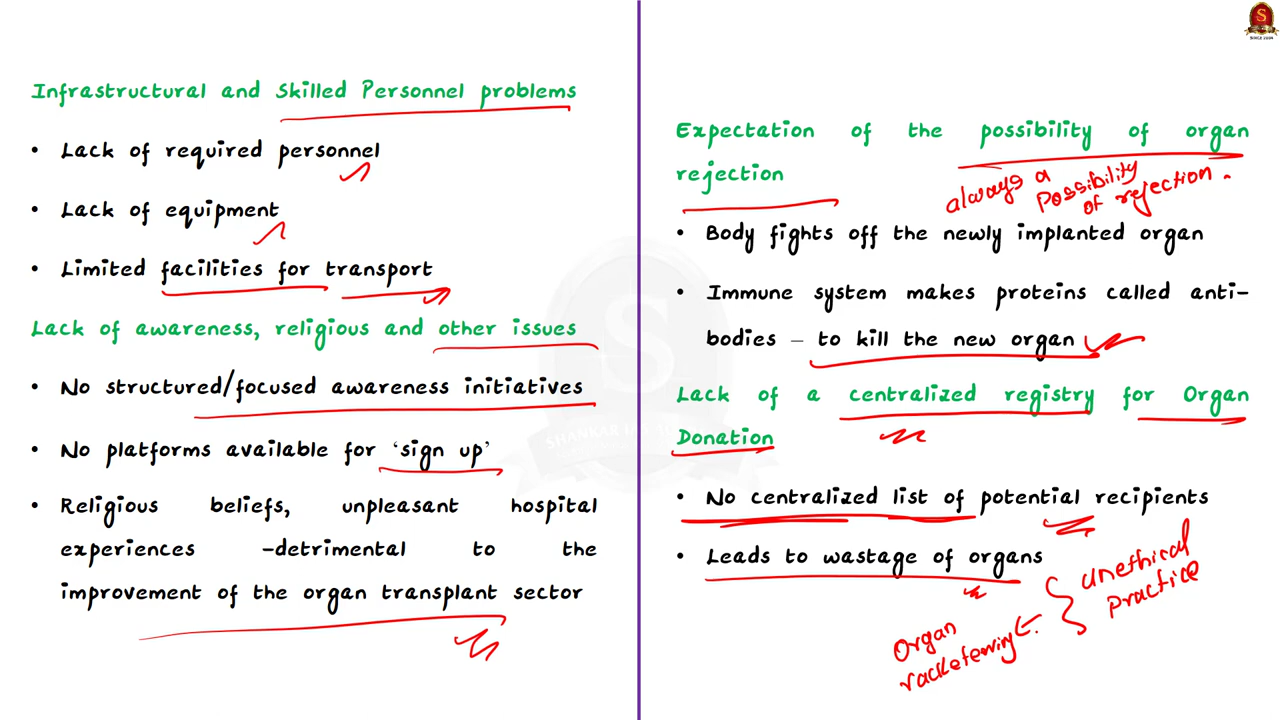 Infrastructural and Skilled Personnel problems
• Lack of required personnel
• Lack of equipment
• Limited facilities for transport
Lack of awareness, religious and other issues
• No structured/focused awareness initiatives
• No platforms available for ‘sign up’
• Religious beliefs, unpleasant hospital
experiences -detrimental to the
improvement of the organ transplant sector
Expectation of the possibility of organ
rejection
always a
possibility
of rejection.
• Body fights off the newly implanted organ
• Immune system makes proteins called anti-
bodies – to kill the new organ
Lack of a centralized registry for Organ
Donation
• No centralized list of potential recipients
• Leads to wastage of organs
unethical
practice
Organ
S
SINCE 2004
S